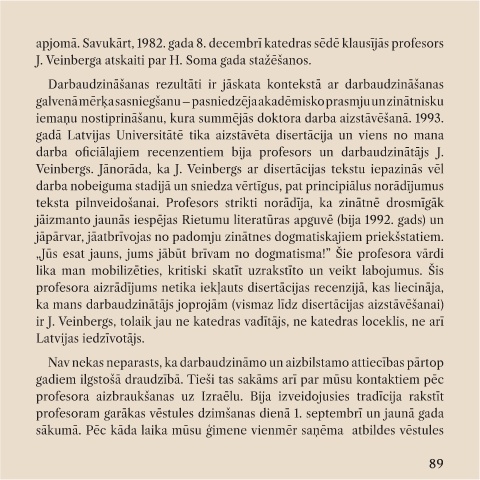 apjomā. Savukārt, 1982. gada 8. decembrī katedras sēdē klausījās profesors
J. Veinberga atskaiti par H. Soma gada stažēšanos.
Darbaudzināšanas rezultāti ir jāskata kontekstā ar darbaudzināšanas
galvenā mērķa sasniegšanu – pasniedzēja akadēmisko prasmju un zinātnisku
iemaņu nostiprināšanu, kura summējās doktora darba aizstāvēšanā. 1993.
gadā Latvijas Universitātē tika aizstāvēta disertācija un viens no mana
darba oficiālajiem recenzentiem bija profesors un darbaudzinātājs J.
Veinbergs. Jānorāda, ka J. Veinbergs ar disertācijas tekstu iepazinās vēl
darba nobeiguma stadijā un sniedza vērtīgus, pat principiālus norādījumus
teksta pilnveidošanai. Profesors strikti norādīja, ka zinātnē drosmīgāk
jāizmanto jaunās iespējas Rietumu literatūras apguvē (bija 1992. gads) un
jāpārvar, jāatbrīvojas no padomju zinātnes dogmatiskajiem priekšstatiem.
„Jūs esat jauns, jums jābūt brīvam no dogmatisma!” Šie profesora vārdi
lika man mobilizēties, kritiski skatīt uzrakstīto un veikt labojumus. Šis
profesora aizrādījums netika iekļauts disertācijas recenzijā, kas liecināja,
ka mans darbaudzinātājs joprojām (vismaz līdz disertācijas aizstāvēšanai)
ir J. Veinbergs, tolaik jau ne katedras vadītājs, ne katedras loceklis, ne arī
Latvijas iedzīvotājs.
Nav nekas neparasts, ka darbaudzināmo un aizbilstamo attiecības pārtop
gadiem ilgstošā draudzībā. Tieši tas sakāms arī par mūsu kontaktiem pēc
profesora aizbraukšanas uz Izraēlu. Bija izveidojusies tradīcija rakstīt
profesoram garākas vēstules dzimšanas dienā 1. septembrī un jaunā gada
sākumā. Pēc kāda laika mūsu ģimene vienmēr saņēma atbildes vēstules
89